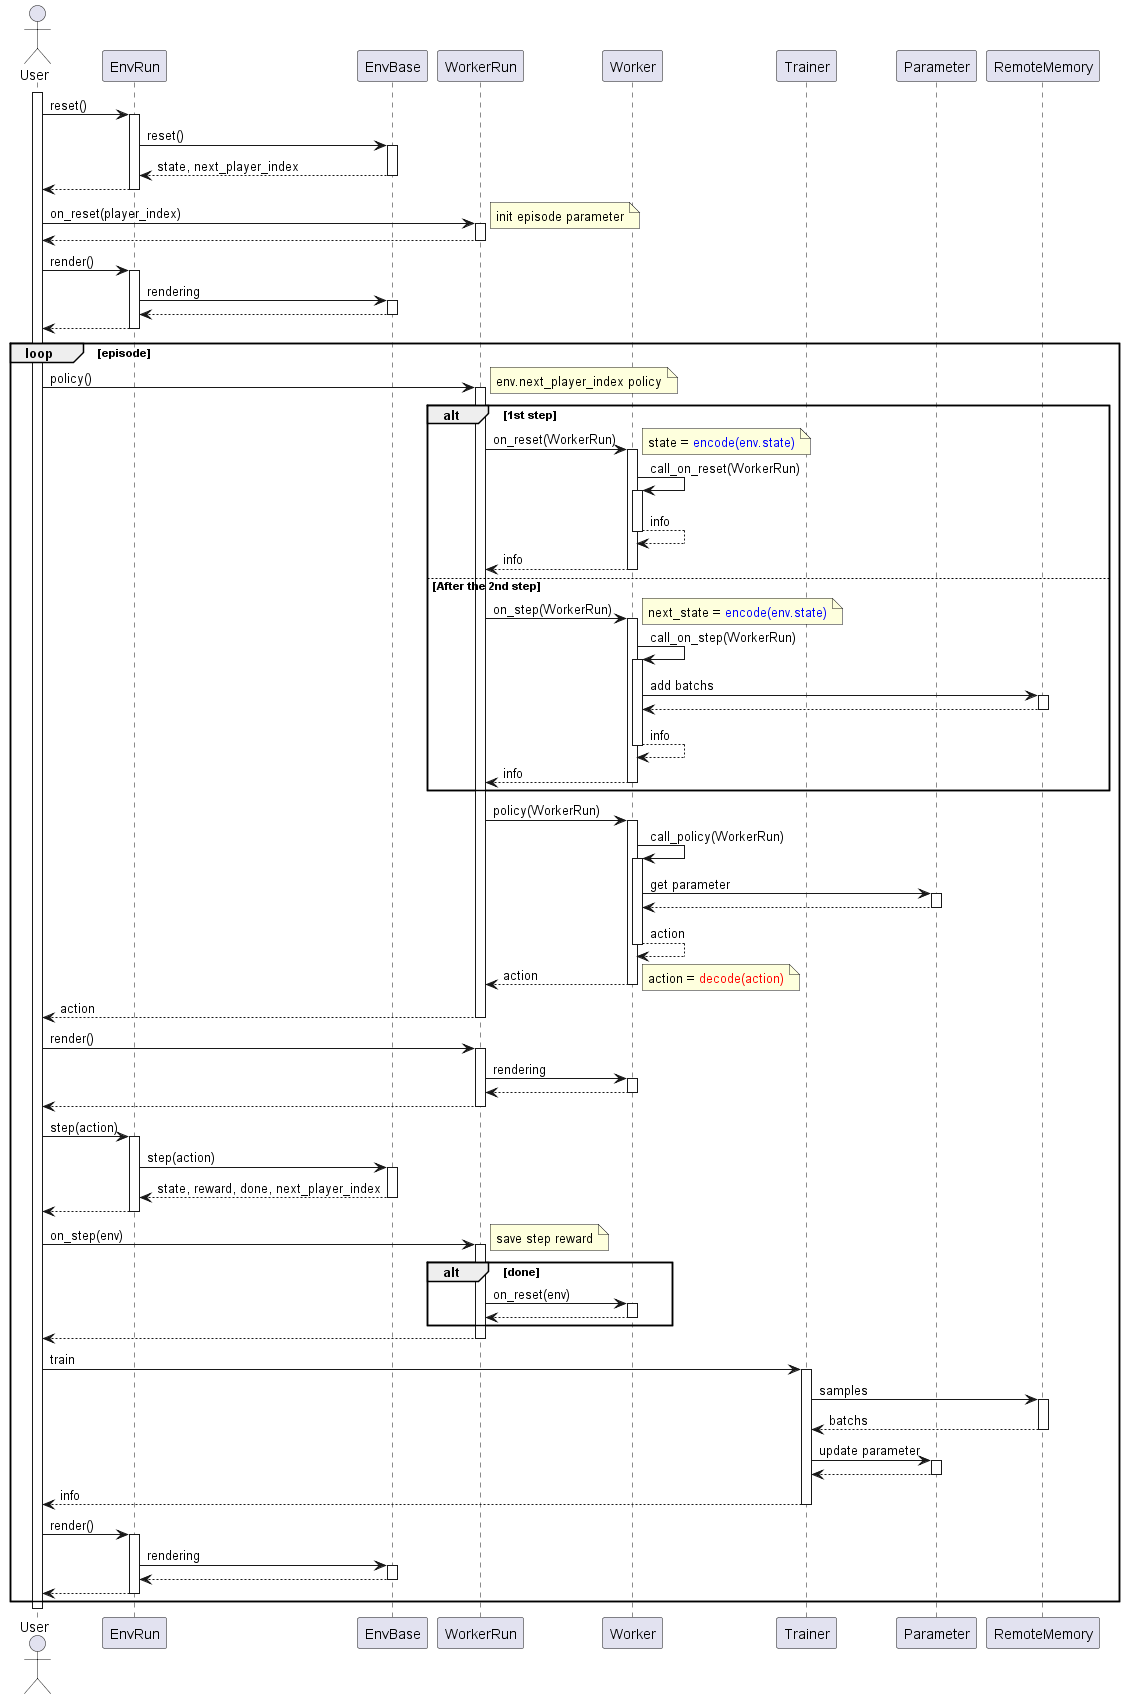 User
EnvRun
EnvBase
WorkerRun
Worker
Trainer
Parameter
RemoteMemory
reset()
reset()
state, next_player_index
on_reset(player_index)
init episode parameter
render()
rendering
loop
[episode]
policy()
env.next_player_index policy
alt
[1st step]
on_reset(WorkerRun)
state = encode(env.state)
call_on_reset(WorkerRun)
info
info
[After the 2nd step]
on_step(WorkerRun)
next_state = encode(env.state)
call_on_step(WorkerRun)
add batchs
info
info
policy(WorkerRun)
call_policy(WorkerRun)
get parameter
action
action
action = decode(action)
action
render()
rendering
step(action)
step(action)
state, reward, done, next_player_index
on_step(env)
save step reward
alt
[done]
on_reset(env)
train
samples
batchs
update parameter
info
render()
rendering
User
EnvRun
EnvBase
WorkerRun
Worker
Trainer
Parameter
RemoteMemory